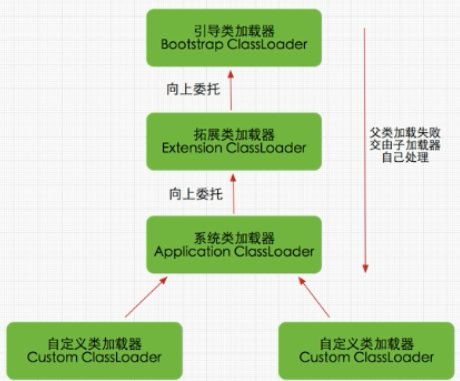 引导类加载器
Bootstrap ClassLoader
向上委托
拓展类加载器
Extension ClassLoader
父类加载失败
交由子加载器
自己处理
向上委托
系统类加载器
Application ClassLoader
自定义类加载器
Custom ClassLoader
自定义类加载器
Custom ClassLoader